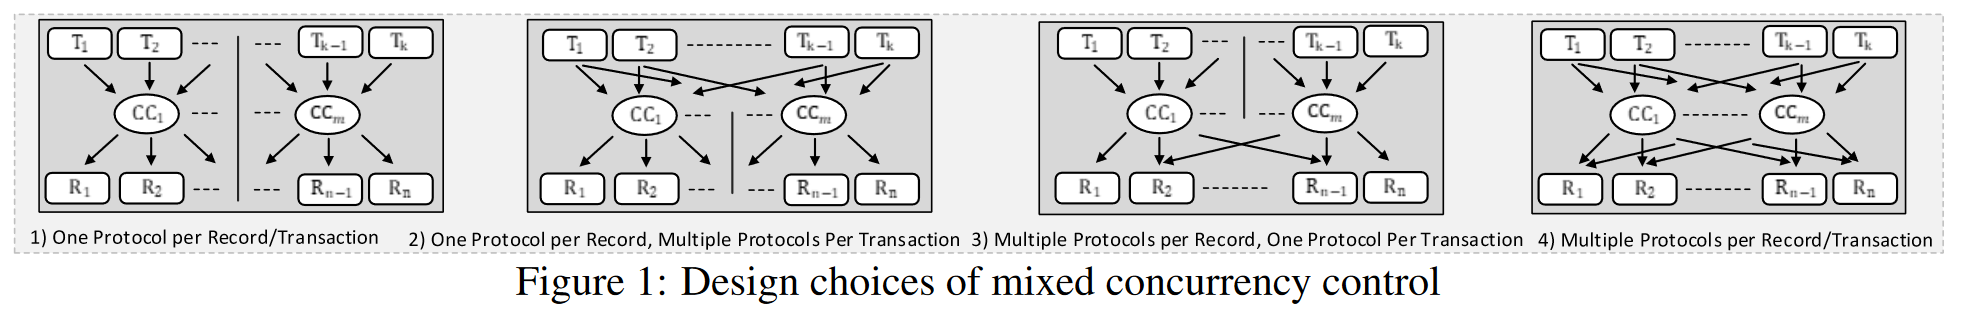 T₁ T₂ Tₖ₋₁ Tₖ
CC₁ CCₘ
R₁ R₂ Rₙ₋₁ Rₙ
1) One Protocol per Record/Transaction
T₁ T₂ Tₖ₋₁ Tₖ
CC₁ CCₘ
R₁ R₂ Rₙ₋₁ Rₙ
2) One Protocol per Record, Multiple Protocols Per Transaction
T₁ T₂ Tₖ₋₁ Tₖ
CC₁ CCₘ
R₁ R₂ Rₙ₋₁ Rₙ
3) Multiple Protocols per Record, One Protocol Per Transaction
T₁ T₂ Tₖ₋₁ Tₖ
CC₁ CCₘ
R₁ R₂ Rₙ₋₁ Rₙ
4) Multiple Protocols per Record/Transaction
Figure 1: Design choices of mixed concurrency control